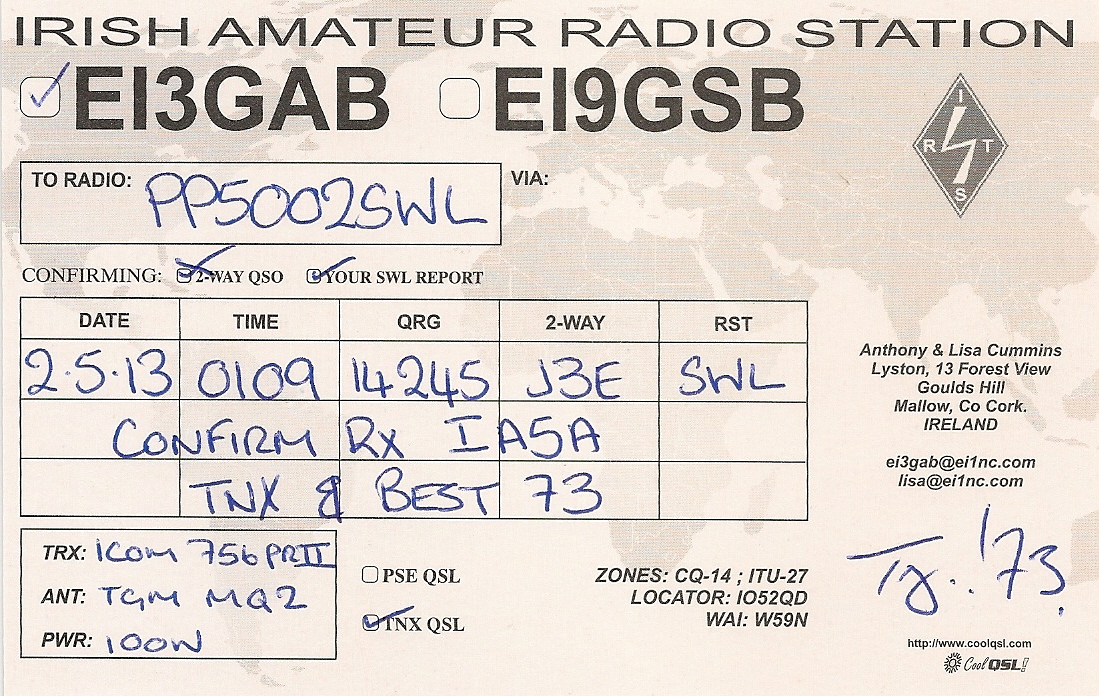 IRISH AMATEUR RADIO STATION
EI3GAB EI9GSB
I
R T
S
TO RADIO: PP5002SWL VIA:
CONFIRMING: 2-WAY QSO YOUR SWL REPORT
DATE TIME QRG 2-WAY RST
2.5.13 0109 14245 J3E SWL
CONFIRM Rx IA5A
TNX & BEST 73
Anthony & Lisa Cummins
Lyston, 13 Forest View
Goulds Hill
Mallow, Co Cork.
IRELAND
ei3gab@ei1nc.com
lisa@ei1nc.com
TRX: ICOM 756PROII
ANT: TGM MQ2
PWR: 100W
PSE QSL
TNX QSL
ZONES: CQ-14 ; ITU-27
LOCATOR: IO52QD
WAI: W59N
73
http://www.coolqsl.com
CoolQSL!